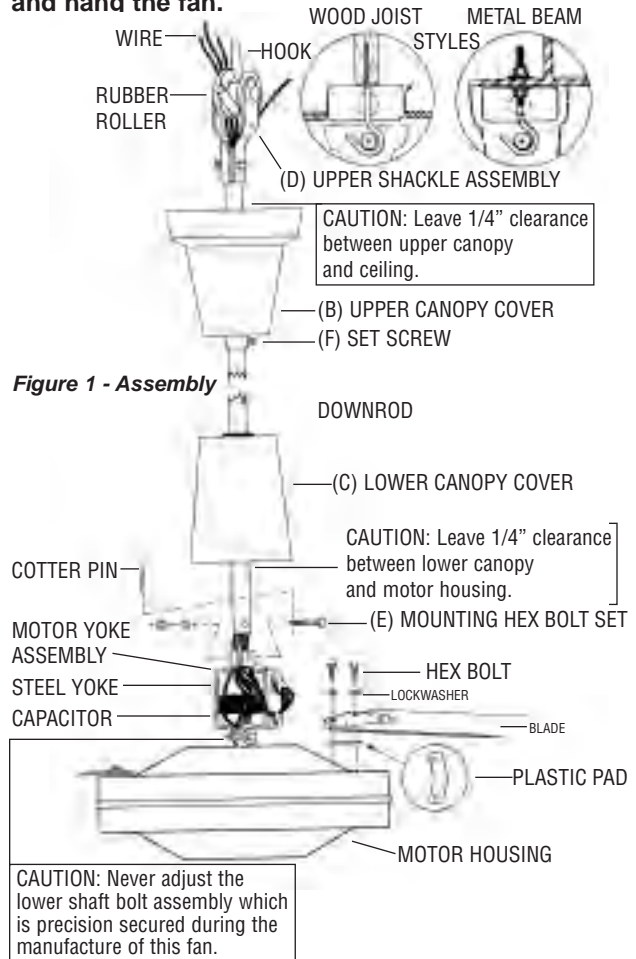 and hang the fan.
WOOD JOIST
METAL BEAM
STYLES
WIRE
HOOK
RUBBER
ROLLER
(D) UPPER SHACKLE ASSEMBLY
CAUTION: Leave 1/4” clearance
between upper canopy
and ceiling.
(B) UPPER CANOPY COVER
(F) SET SCREW
Figure 1 - Assembly
DOWNROD
(C) LOWER CANOPY COVER
CAUTION: Leave 1/4” clearance
between lower canopy
and motor housing.
COTTER PIN
(E) MOUNTING HEX BOLT SET
MOTOR YOKE
ASSEMBLY
HEX BOLT
STEEL YOKE
LOCKWASHER
CAPACITOR
BLADE
PLASTIC PAD
MOTOR HOUSING
CAUTION: Never adjust the
lower shaft bolt assembly which
is precision secured during the
manufacture of this fan.